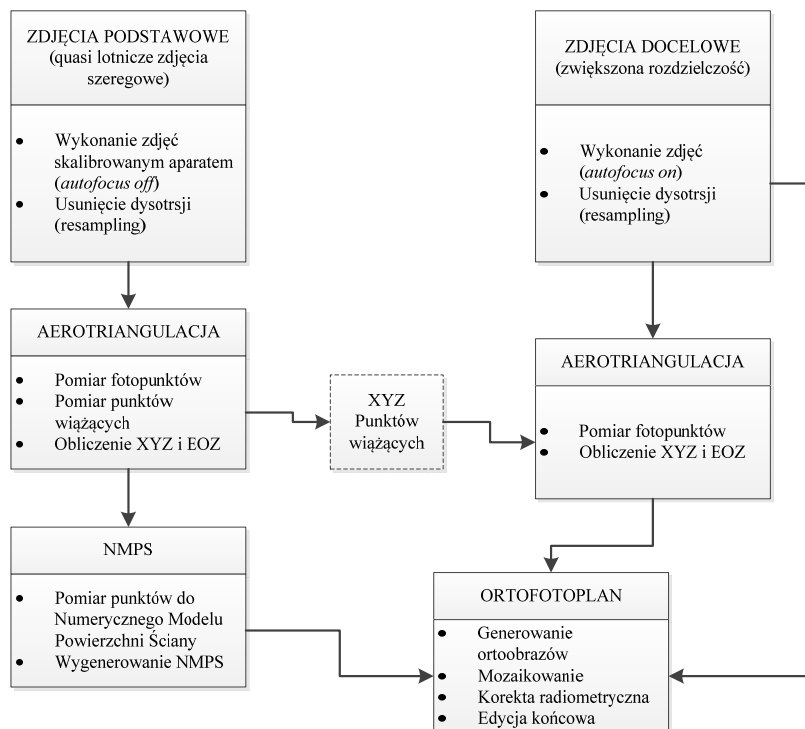 ZDJĘCIA PODSTAWOWE
(quasi lotnicze zdjęcia
szeregowe)
• Wykonanie zdjęć
skalibrowanym aparatem
(autofocus off)
• Usunięcie dysotrsji
(resampling)
ZDJĘCIA DOCELOWE
(zwiększona rozdzielczość)
• Wykonanie zdjęć
(autofocus on)
• Usunięcie dysotrsji
(resampling)
AEROTRIANGULACJA
• Pomiar fotopunktów
• Pomiar punktów
wiążących
• Obliczenie XYZ i EOZ
XYZ
Punktów
wiążących
AEROTRIANGULACJA
• Pomiar fotopunktów
• Obliczenie XYZ i EOZ
NMPS
• Pomiar punktów do
Numerycznego Modelu
Powierzchni Ściany
• Wygenerowanie NMPS
ORTOFOTOPLAN
• Generowanie
ortoobrazów
• Mozaikowanie
• Korekta radiometryczna
• Edycja końcowa